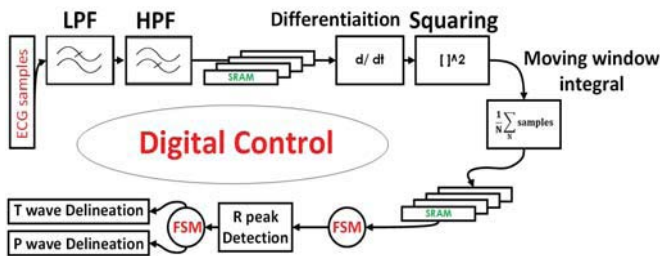 LPF
HPF
Differentiaition
Squaring
ECG samples
SRAM
d/ dt
[ ]^2
Moving window
integral
1/N ∑ samples
N
Digital Control
SRAM
T wave Delineation
P wave Delineation
FSM
R peak
Detection
FSM